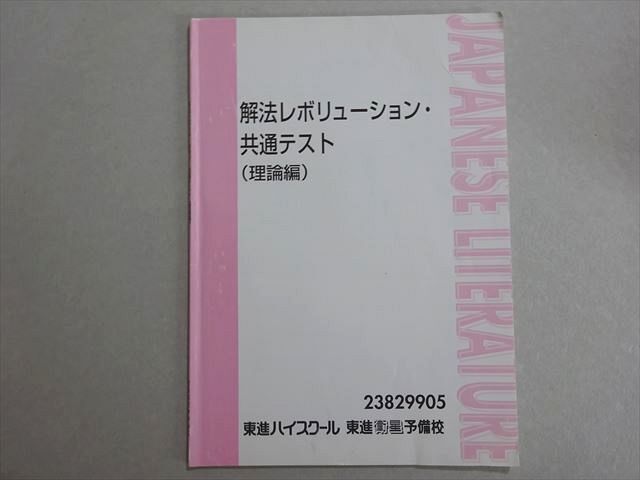 解法レボリューション・
共通テスト
(理論編)
JAPANESE LITERATURE
23829905
東進ハイスクール 東進衛星予備校